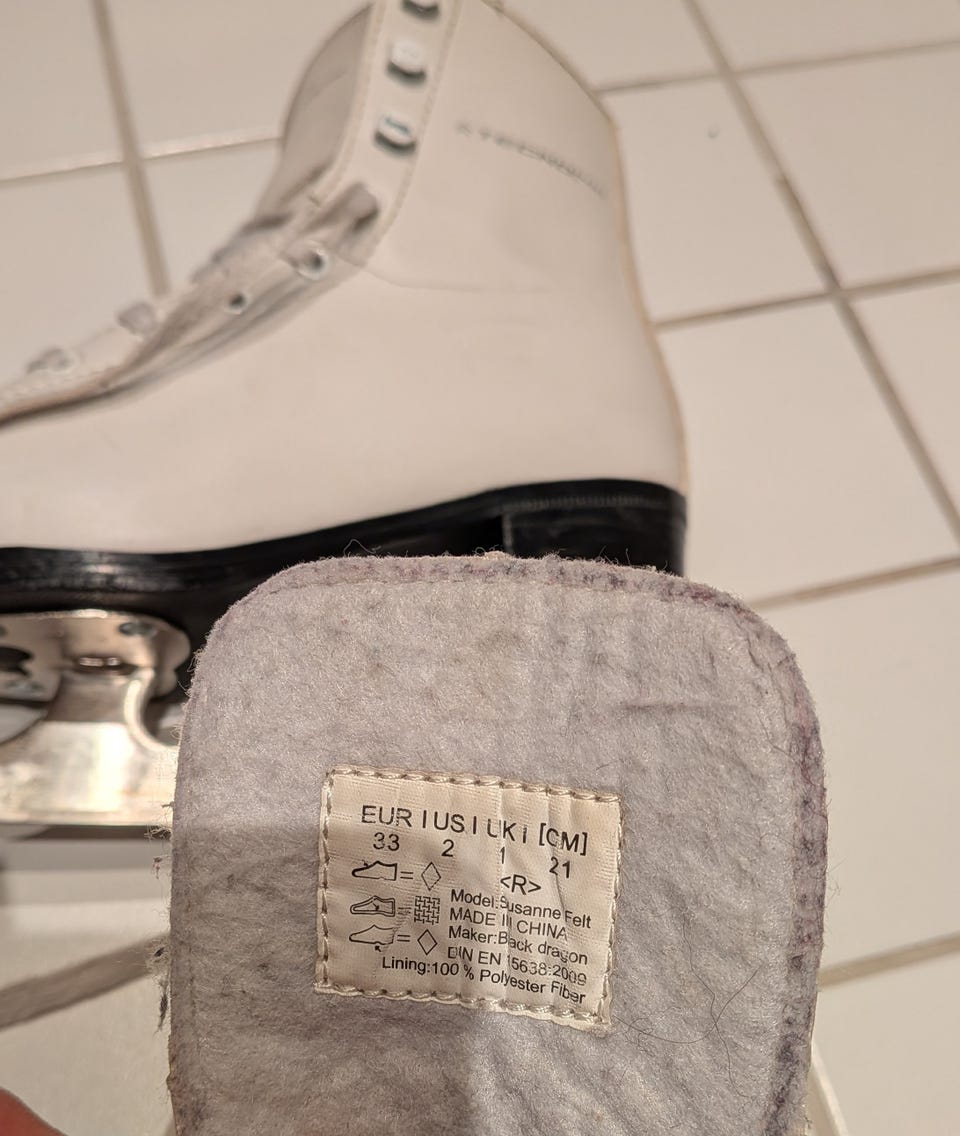 EUR I US I UK I [CM]
33 2 1 21
<R>
Model:Susanne Felt
MADE IN CHINA
Maker:Black dragon
DIN EN 15638:2009
Lining:100 % Polyester Fiber